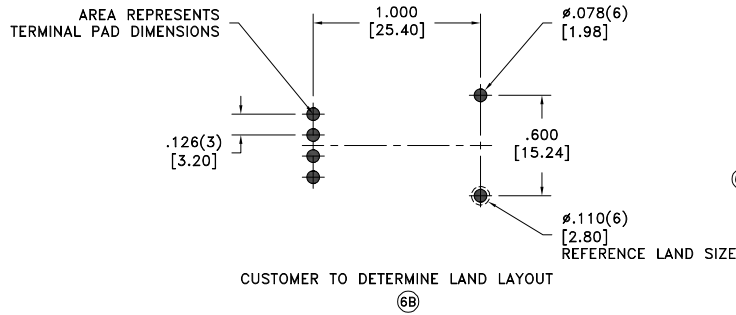 AREA REPRESENTS
TERMINAL PAD DIMENSIONS
1.000
[25.40]
ø.078(6)
[1.98]
.126(3)
[3.20]
.600
[15.24]
ø.110(6)
[2.80]
REFERENCE LAND SIZE
CUSTOMER TO DETERMINE LAND LAYOUT
6B